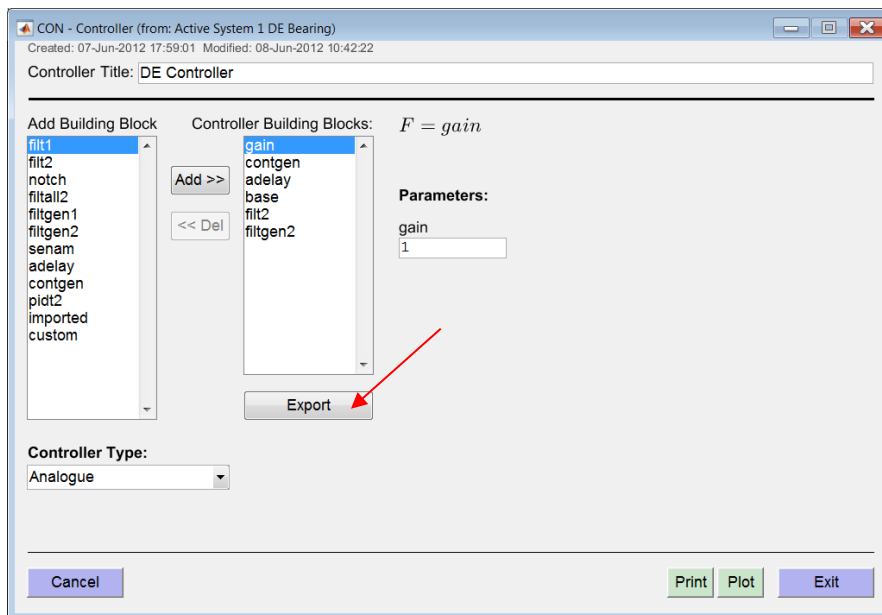 CON - Controller (from: Active System 1 DE Bearing)
Created: 07-Jun-2012 17:59:01 Modified: 08-Jun-2012 10:42:22
Controller Title: DE Controller
Add Building Block
filt1
filt2
notch
filtall2
filtgen1
filtgen2
senam
adelay
contgen
pidt2
imported
custom
Add >>
<< Del
Controller Building Blocks:
gain
contgen
adelay
base
filt2
filtgen2
Export
F = gain
Parameters:
gain
1
Controller Type:
Analogue
Cancel
Print
Plot
Exit